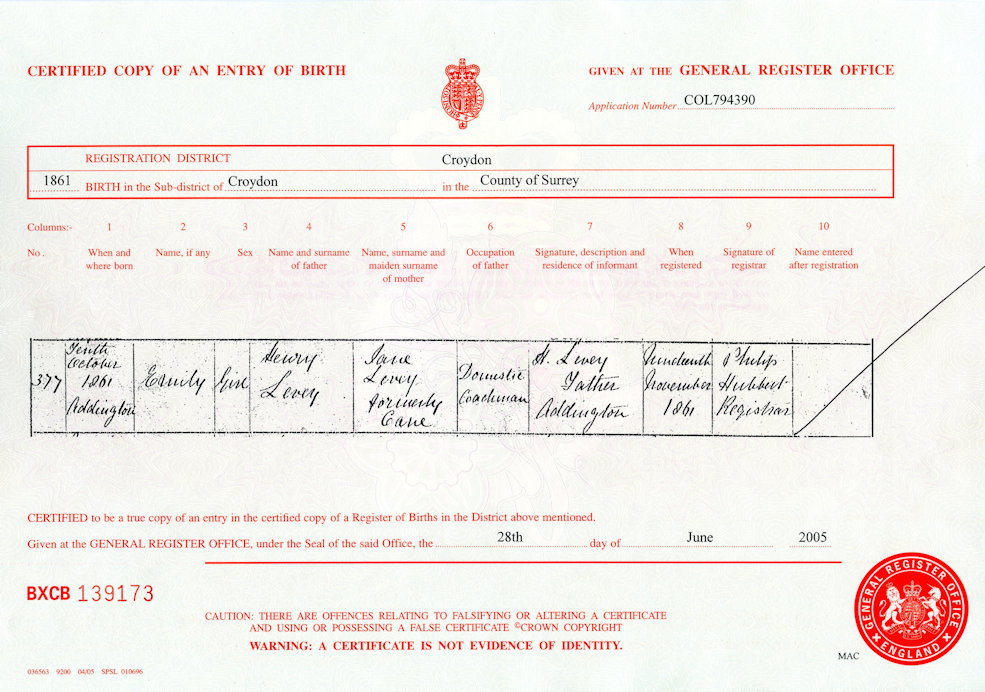 CERTIFIED COPY OF AN ENTRY OF BIRTH
GIVEN AT THE GENERAL REGISTER OFFICE
Application Number COL794390
REGISTRATION DISTRICT Croydon
1861 BIRTH in the Sub-district of Croydon in the County of Surrey
Columns:- 1 2 3 4 5 6 7 8 9 10
No. When and where born Name, if any Sex Name and surname of father Name, surname and maiden surname of mother Occupation of father Signature, description and residence of informant When registered Signature of registrar Name entered after registration
377
Tenth
October
1861
Addington
Emily
Girl
Henry
Levey
Jane
Levey
formerly
Cane
Domestic
Coachman
H. Levey
Father
Addington
November
1861
Philip
Hubbert
Registrar
CERTIFIED to be a true copy of an entry in the certified copy of a Register of Births in the District above mentioned.
Given at the GENERAL REGISTER OFFICE, under the Seal of the said Office, the 28th day of June 2005
BXCB 139173
CAUTION: THERE ARE OFFENCES RELATING TO FALSIFYING OR ALTERING A CERTIFICATE
AND USING OR POSSESSING A FALSE CERTIFICATE ©CROWN COPYRIGHT
WARNING: A CERTIFICATE IS NOT EVIDENCE OF IDENTITY.
GENERAL REGISTER OFFICE
ENGLAND
MAC
036563 9200 04/05 SPSL 010696